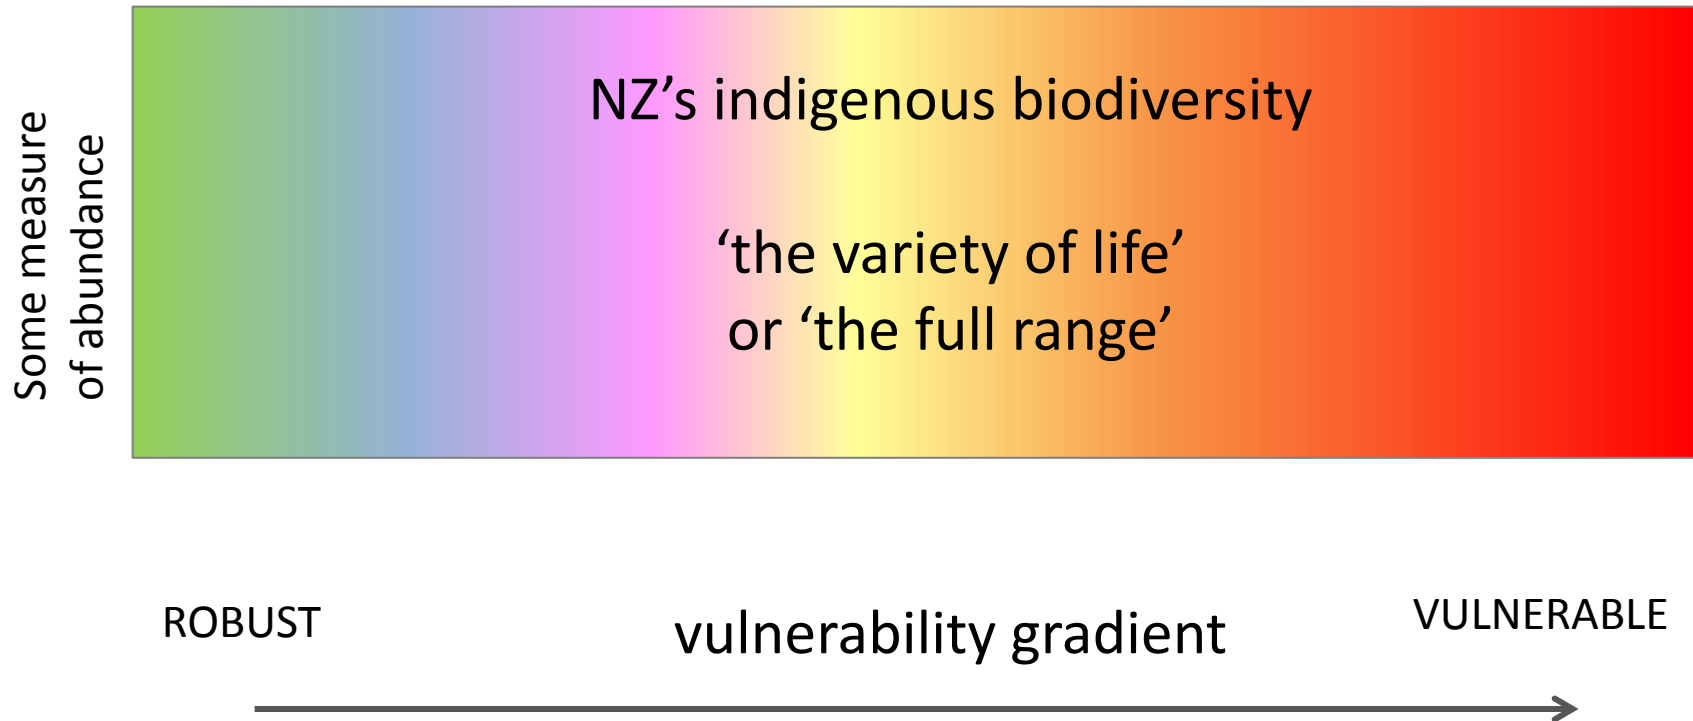 NZ’s indigenous biodiversity
‘the variety of life’
or ‘the full range’
Some measure
of abundance
ROBUST
vulnerability gradient
VULNERABLE